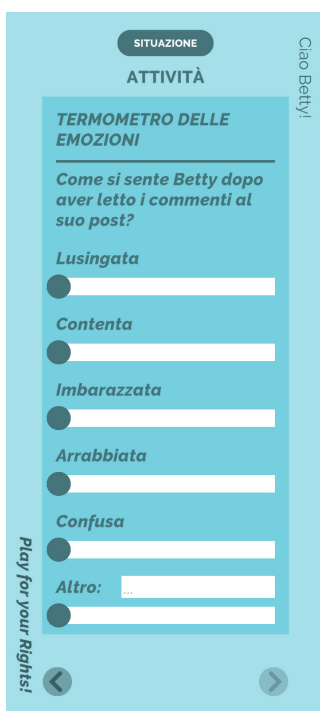 SITUAZIONE
Ciao Betty!
ATTIVITÀ
TERMOMETRO DELLE
EMOZIONI
Come si sente Betty dopo
aver letto i commenti al
suo post?
Lusingata
Contenta
Imbarazzata
Arrabbiata
Confusa
Altro:
...
Play for your Rights!